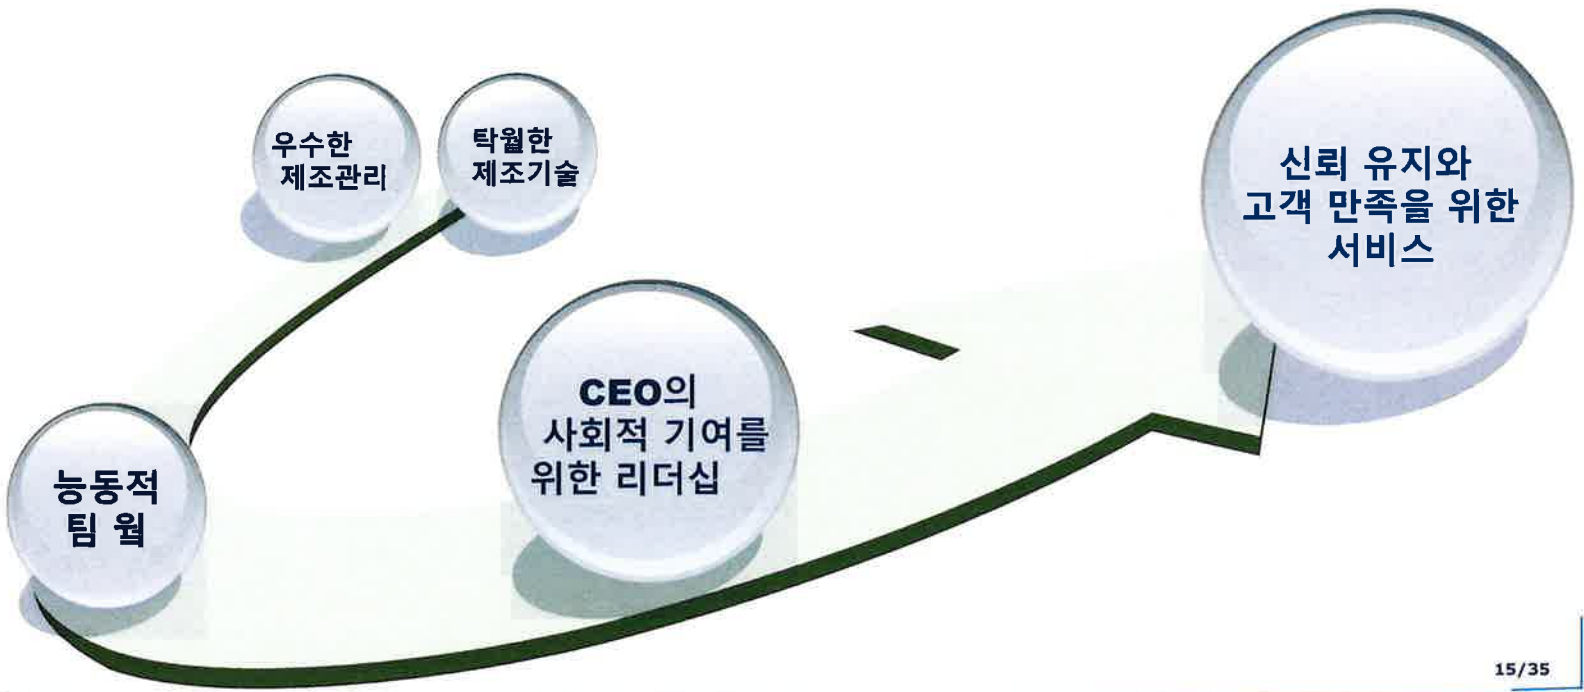 우수한
제조관리
탁월한
제조기술
신뢰 유지와
고객 만족을 위한
서비스
CEO의
사회적 기여를
위한 리더십
능동적
팀 웍
15/35